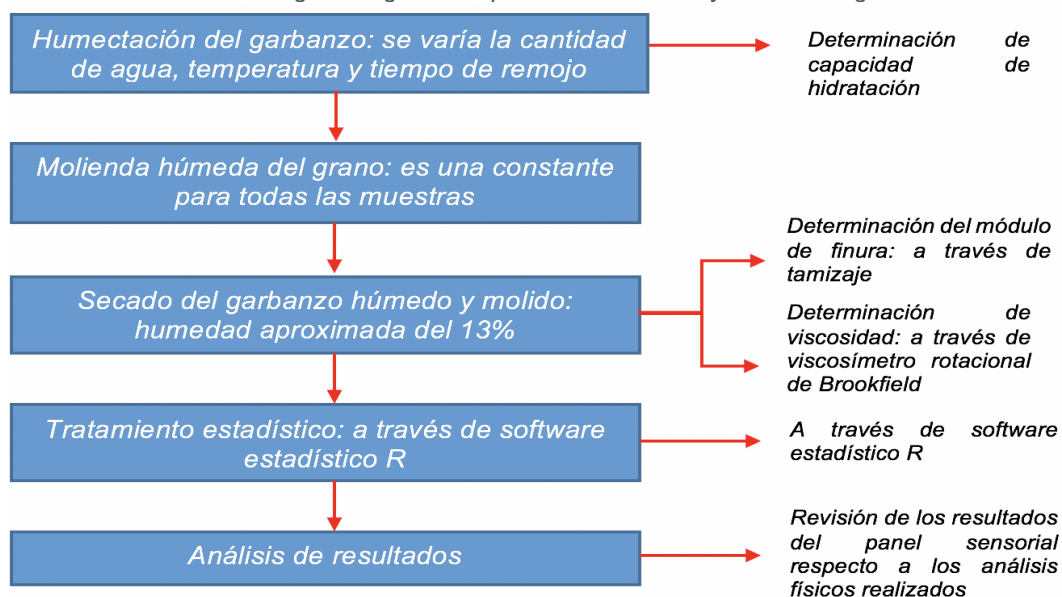 Humectación del garbanzo: se varía la cantidad
de agua, temperatura y tiempo de remojo
Determinación de
capacidad de
hidratación
Molienda húmeda del grano: es una constante
para todas las muestras
Secado del garbanzo húmedo y molido:
humedad aproximada del 13%
Determinación del módulo
de finura: a través de
tamizaje
Determinación de
viscosidad: a través de
viscosímetro rotacional
de Brookfield
Tratamiento estadístico: a través de software
estadístico R
A través de software
estadístico R
Análisis de resultados
Revisión de los resultados
del panel sensorial
respecto a los análisis
físicos realizados